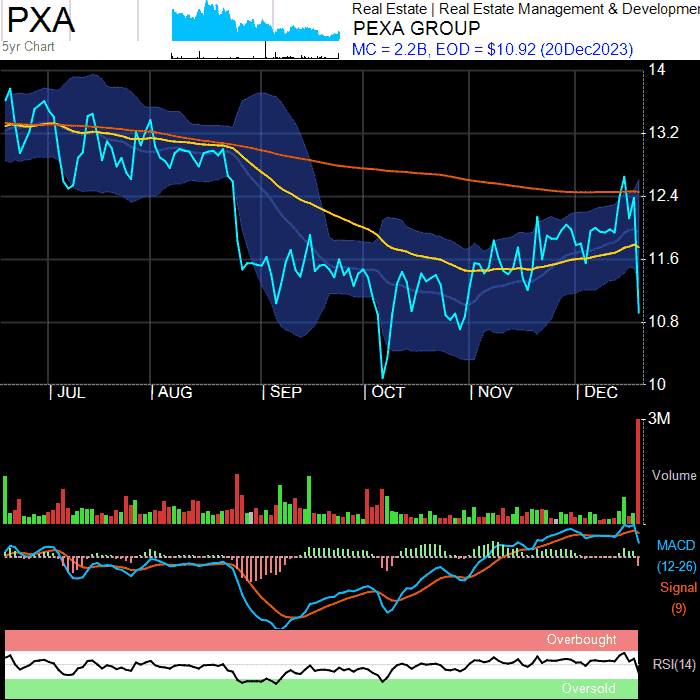 PXA
5yr Chart
Real Estate | Real Estate Management & Developmen
PEXA GROUP
MC = 2.2B, EOD = $10.92 (20Dec2023)
14
13.2
12.4
11.6
10.8
10
| JUL | AUG | SEP | OCT | NOV | DEC
3M
Volume
MACD
(12-26)
Signal
(9)
Overbought
RSI(14)
Oversold